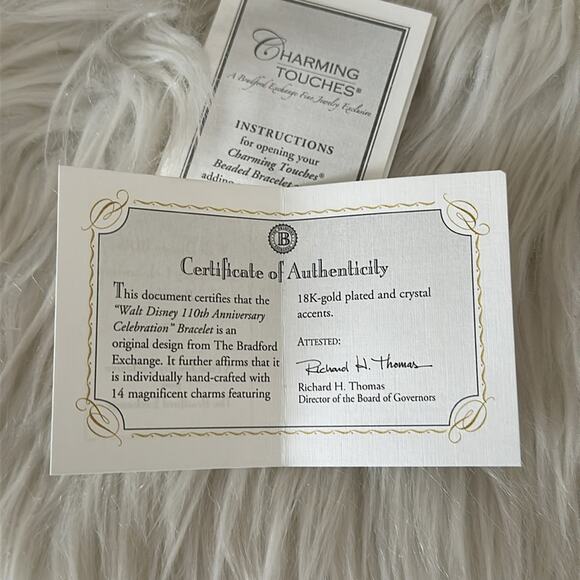 CHARMING
TOUCHES®
A Bradford Exchange Fine Jewelry Exclusive
INSTRUCTIONS
for opening your
Charming Touches®
Beaded Bracelet
adding
B
Certificate of Authenticity
This document certifies that the
"Walt Disney 110th Anniversary
Celebration" Bracelet is an
original design from The Bradford
Exchange. It further affirms that it
is individually hand-crafted with
14 magnificent charms featuring
18K-gold plated and crystal
accents.
ATTESTED:
Richard H. Thomas
Richard H. Thomas
Director of the Board of Governors